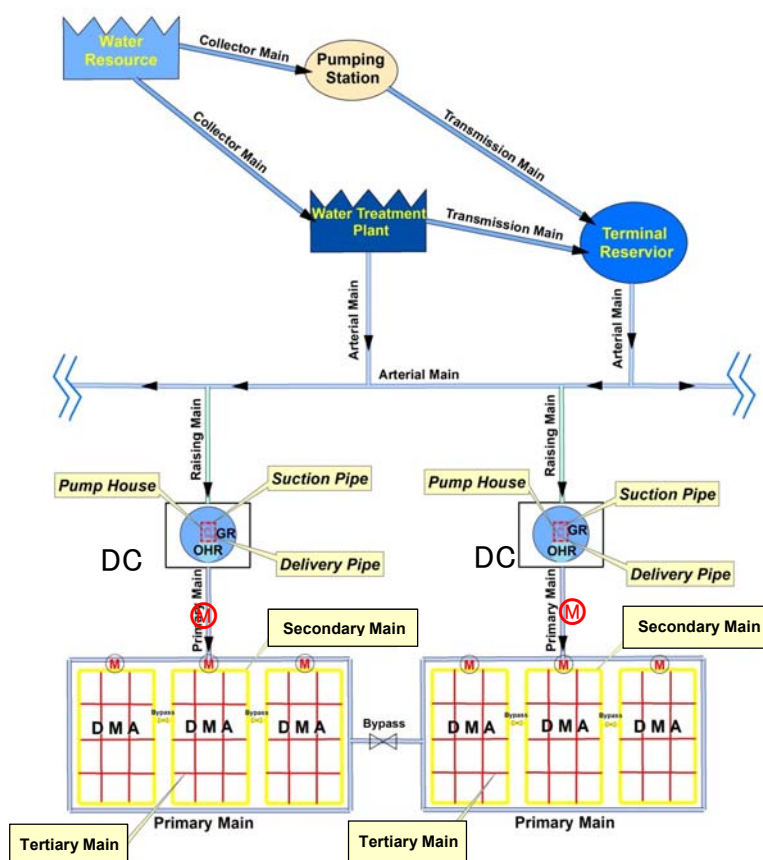 Water
Resource
Collector Main
Pumping
Station
Collector Main
Transmission Main
Water Treatment
Plant
Transmission Main
Terminal
Reservior
Arterial Main
Arterial Main
Arterial Main
Raising Main
Raising Main
Pump House
Suction Pipe
GR
OHR
DC
Delivery Pipe
Pump House
Suction Pipe
GR
OHR
DC
Delivery Pipe
Primary Main
M
Primary Main
M
Secondary Main
Secondary Main
M
M
M
M
M
M
DMA
Bypass
DMA
Bypass
DMA
Bypass
DMA
Bypass
DMA
Bypass
DMA
Primary Main
Primary Main
Tertiary Main
Tertiary Main